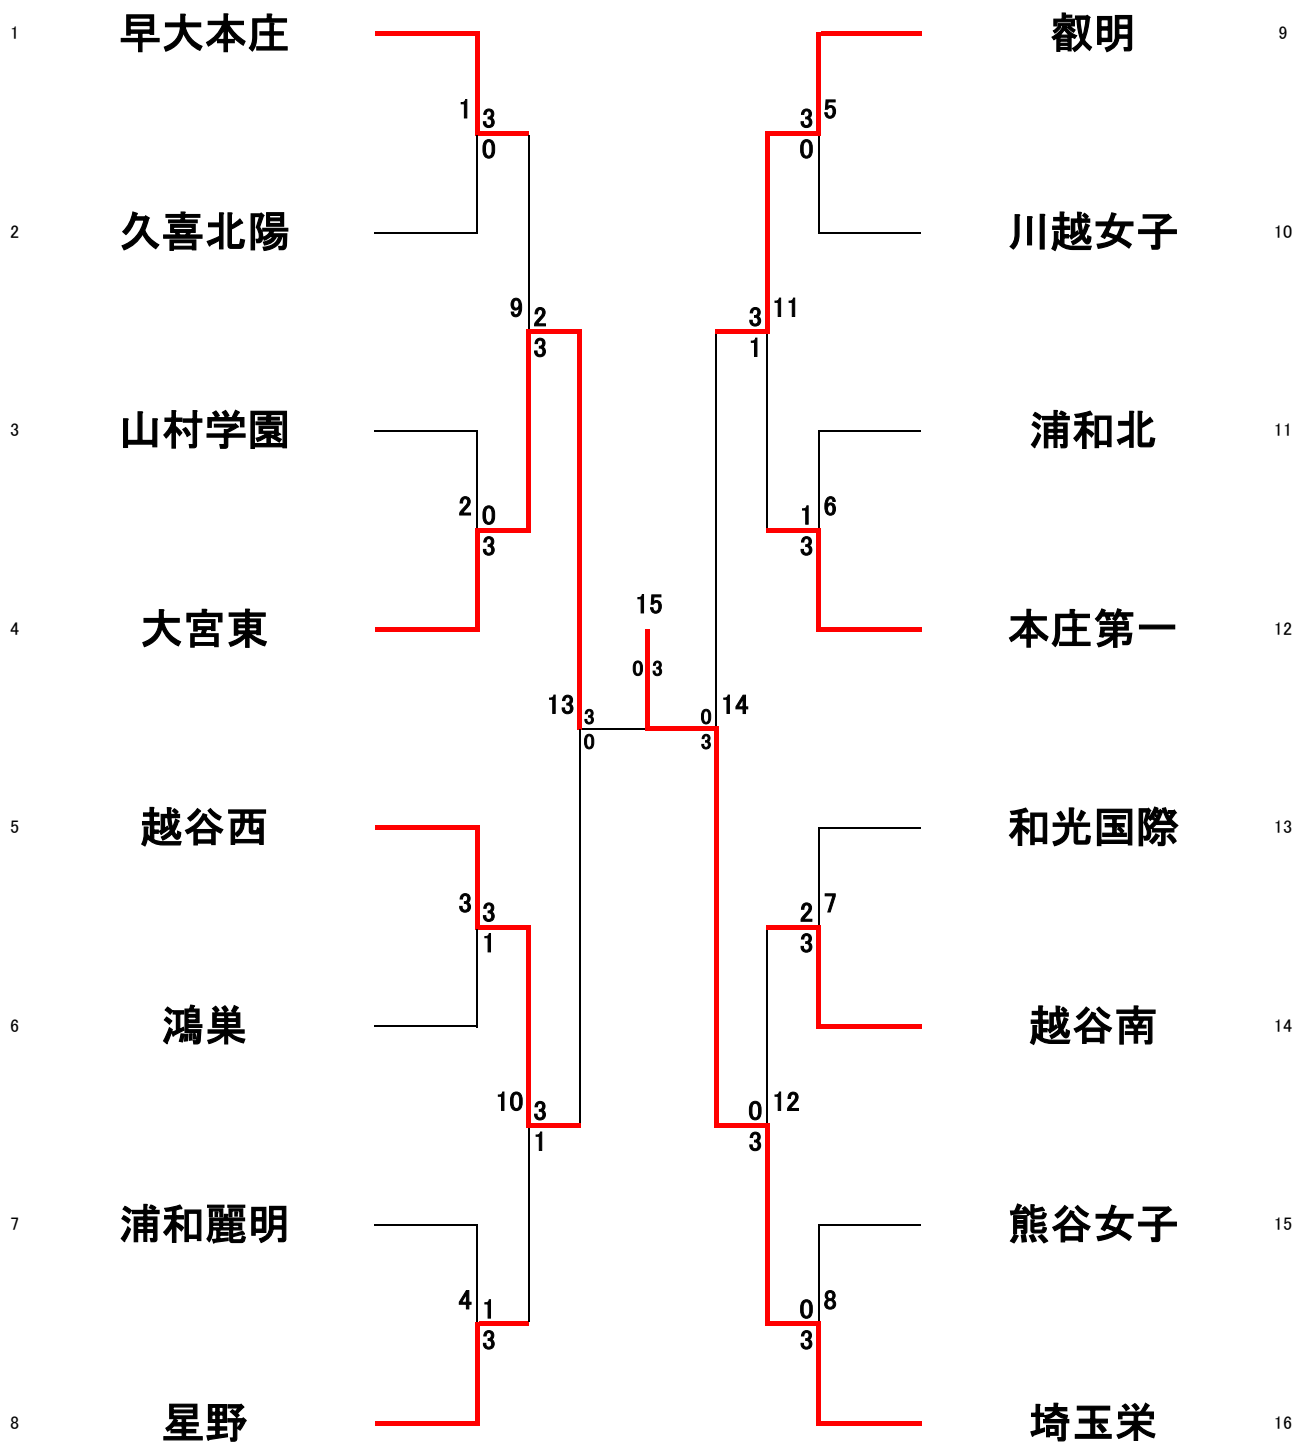 1 早大本庄 叡明 9
1 3 3 5
0 0
2 久喜北陽 川越女子 10
9 2 3 11
3 1
3 山村学園 浦和北 11
2 0 1 6
3 3
15
4 大宮東 本庄第一 12
0 3
13 3 0 14
0 3
5 越谷西 和光国際 13
3 3 2 7
1 3
6 鴻巣 越谷南 14
10 3 0 12
1 3
7 浦和麗明 熊谷女子 15
4 1 0 8
3 3
8 星野 埼玉栄 16